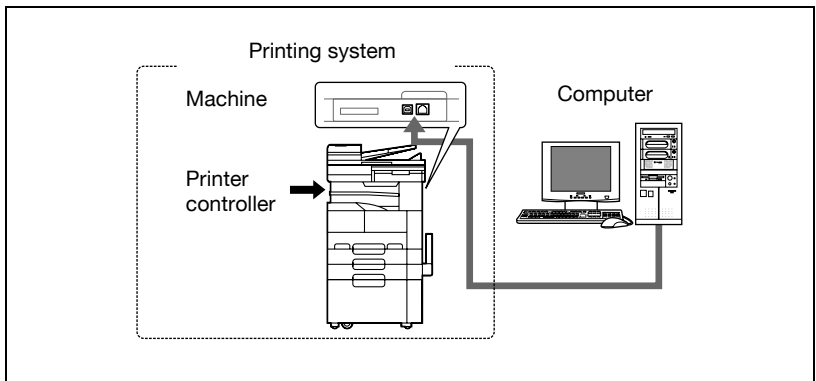 Printing system
Machine
Computer
Printer
controller